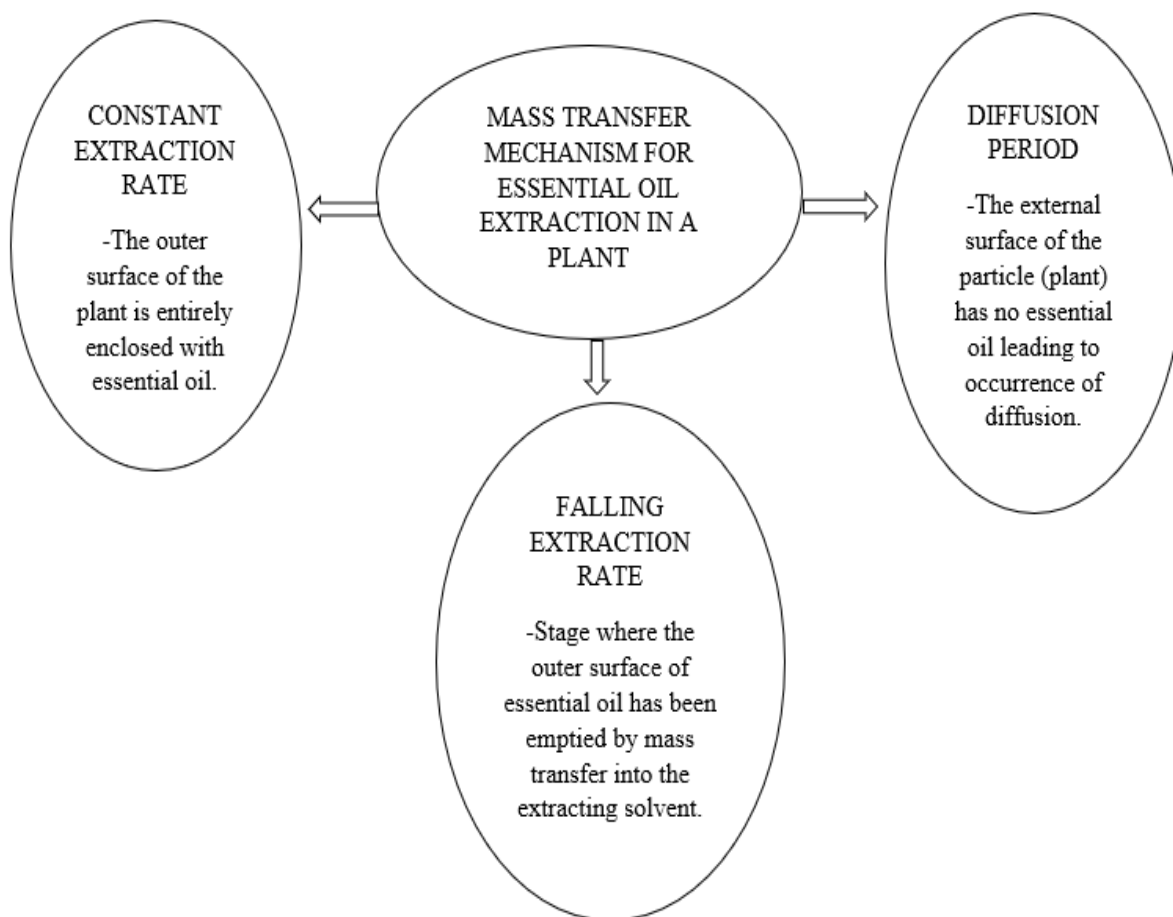 CONSTANT
EXTRACTION
RATE
-The outer
surface of the
plant is entirely
enclosed with
essential oil.
MASS TRANSFER
MECHANISM FOR
ESSENTIAL OIL
EXTRACTION IN A
PLANT
DIFFUSION
PERIOD
-The external
surface of the
particle (plant)
has no essential
oil leading to
occurrence of
diffusion.
FALLING
EXTRACTION
RATE
-Stage where the
outer surface of
essential oil has been
emptied by mass
transfer into the
extracting solvent.